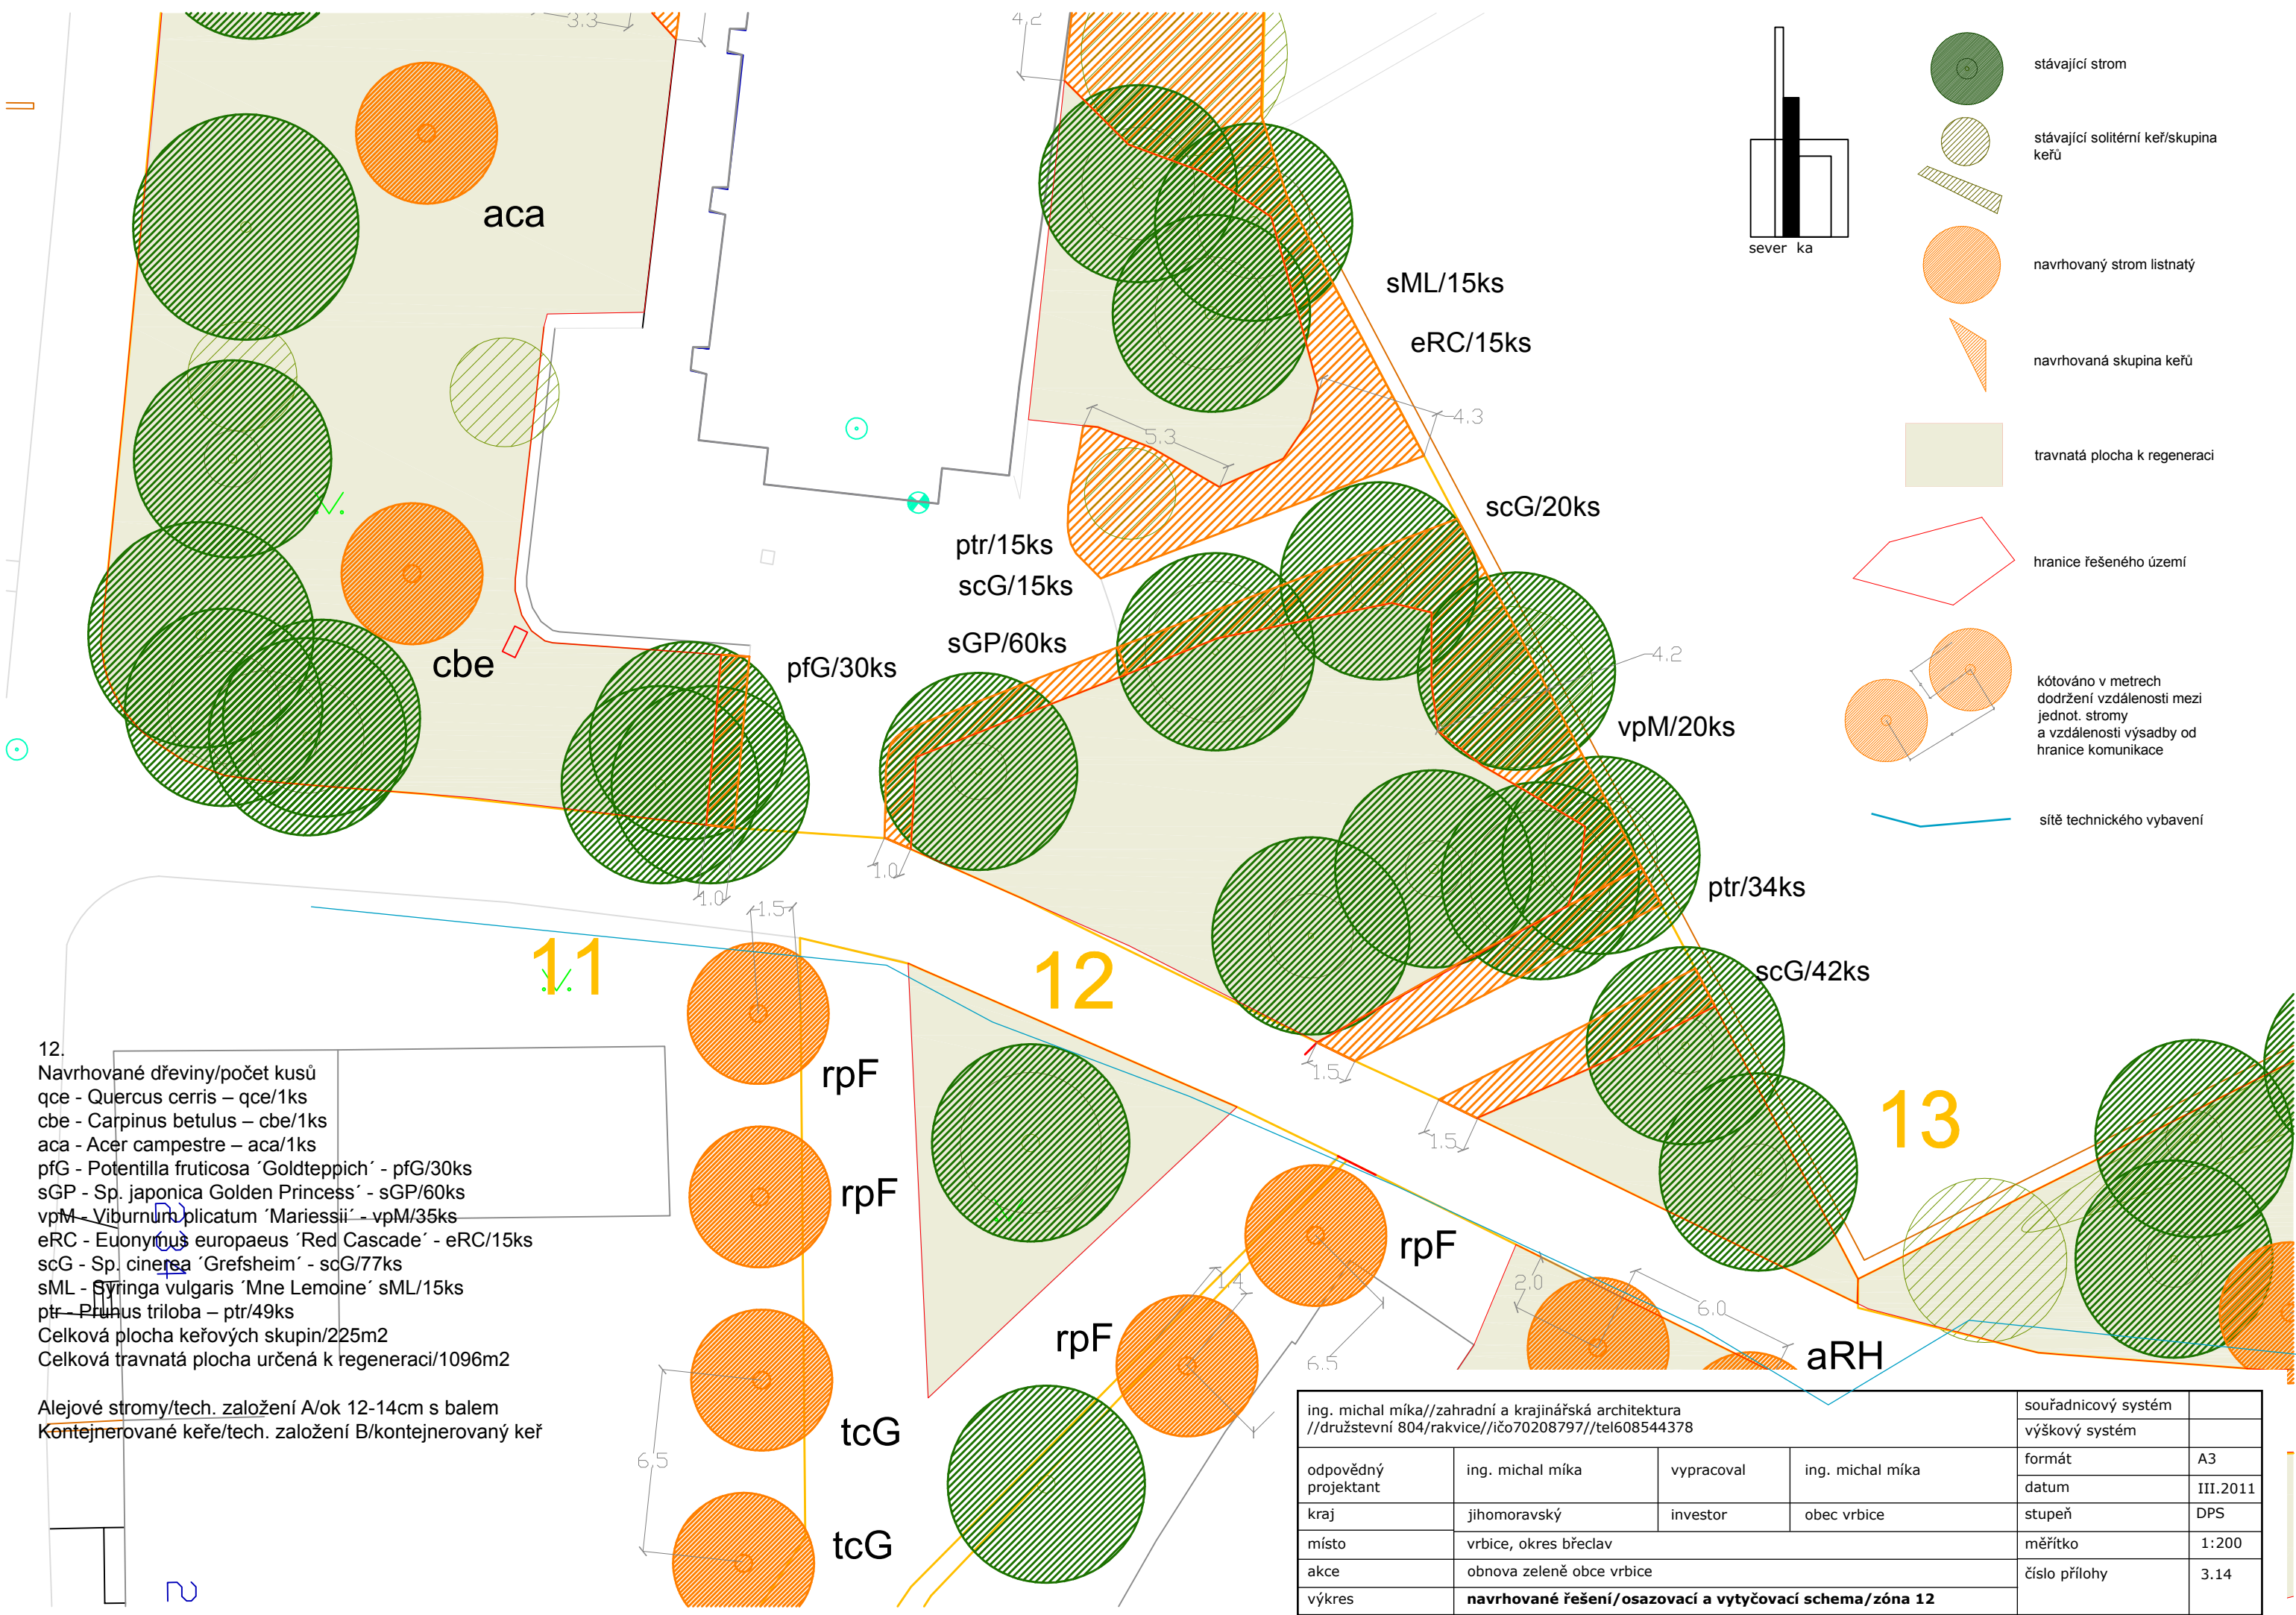 3.3
4.2
aca
sML/15ks
eRC/15ks
4.3
5.3
scG/20ks
ptr/15ks
scG/15ks
sGP/60ks
pfG/30ks
cbe
4.2
vpM/20ks
1.0
1.0
1.5
ptr/34ks
scG/42ks
11
12
13
1.5
1.5
rpF
rpF
rpF
rpF
1.4
6.5
2.0
6.0
aRH
tcG
6.5
tcG
sever ka
stávající strom
stávající solitérní keř/skupina
keřů
navrhovaný strom listnatý
navrhovaná skupina keřů
travnatá plocha k regeneraci
hranice řešeného území
kótováno v metrech
dodržení vzdálenosti mezi
jednot. stromy
a vzdálenosti výsadby od
hranice komunikace
sítě technického vybavení
12.
Navrhované dřeviny/počet kusů
qce - Quercus cerris – qce/1ks
cbe - Carpinus betulus – cbe/1ks
aca - Acer campestre – aca/1ks
pfG - Potentilla fruticosa ´Goldteppich´ - pfG/30ks
sGP - Sp. japonica Golden Princess´ - sGP/60ks
vpM - Viburnum plicatum ´Mariessii´ - vpM/35ks
eRC - Euonymus europaeus ´Red Cascade´ - eRC/15ks
scG - Sp. cinerea ´Grefsheim´ - scG/77ks
sML - Syringa vulgaris ´Mne Lemoine´ sML/15ks
ptr - Prunus triloba – ptr/49ks
Celková plocha keřových skupin/225m2
Celková travnatá plocha určená k regeneraci/1096m2
Alejové stromy/tech. založení A/ok 12-14cm s balem
Kontejnerované keře/tech. založení B/kontejnerovaný keř
ing. michal míka//zahradní a krajinářská architektura
//družstevní 804/rakvice//ičo70208797//tel608544378
souřadnicový systém
výškový systém
odpovědný projektant ing. michal míka vypracoval ing. michal míka
formát A3
datum III.2011
kraj jihomoravský investor obec vrbice stupeň DPS
místo vrbice, okres břeclav měřítko 1:200
akce obnova zeleně obce vrbice číslo přílohy 3.14
výkres navrhované řešení/osazovací a vytyčovací schema/zóna 12